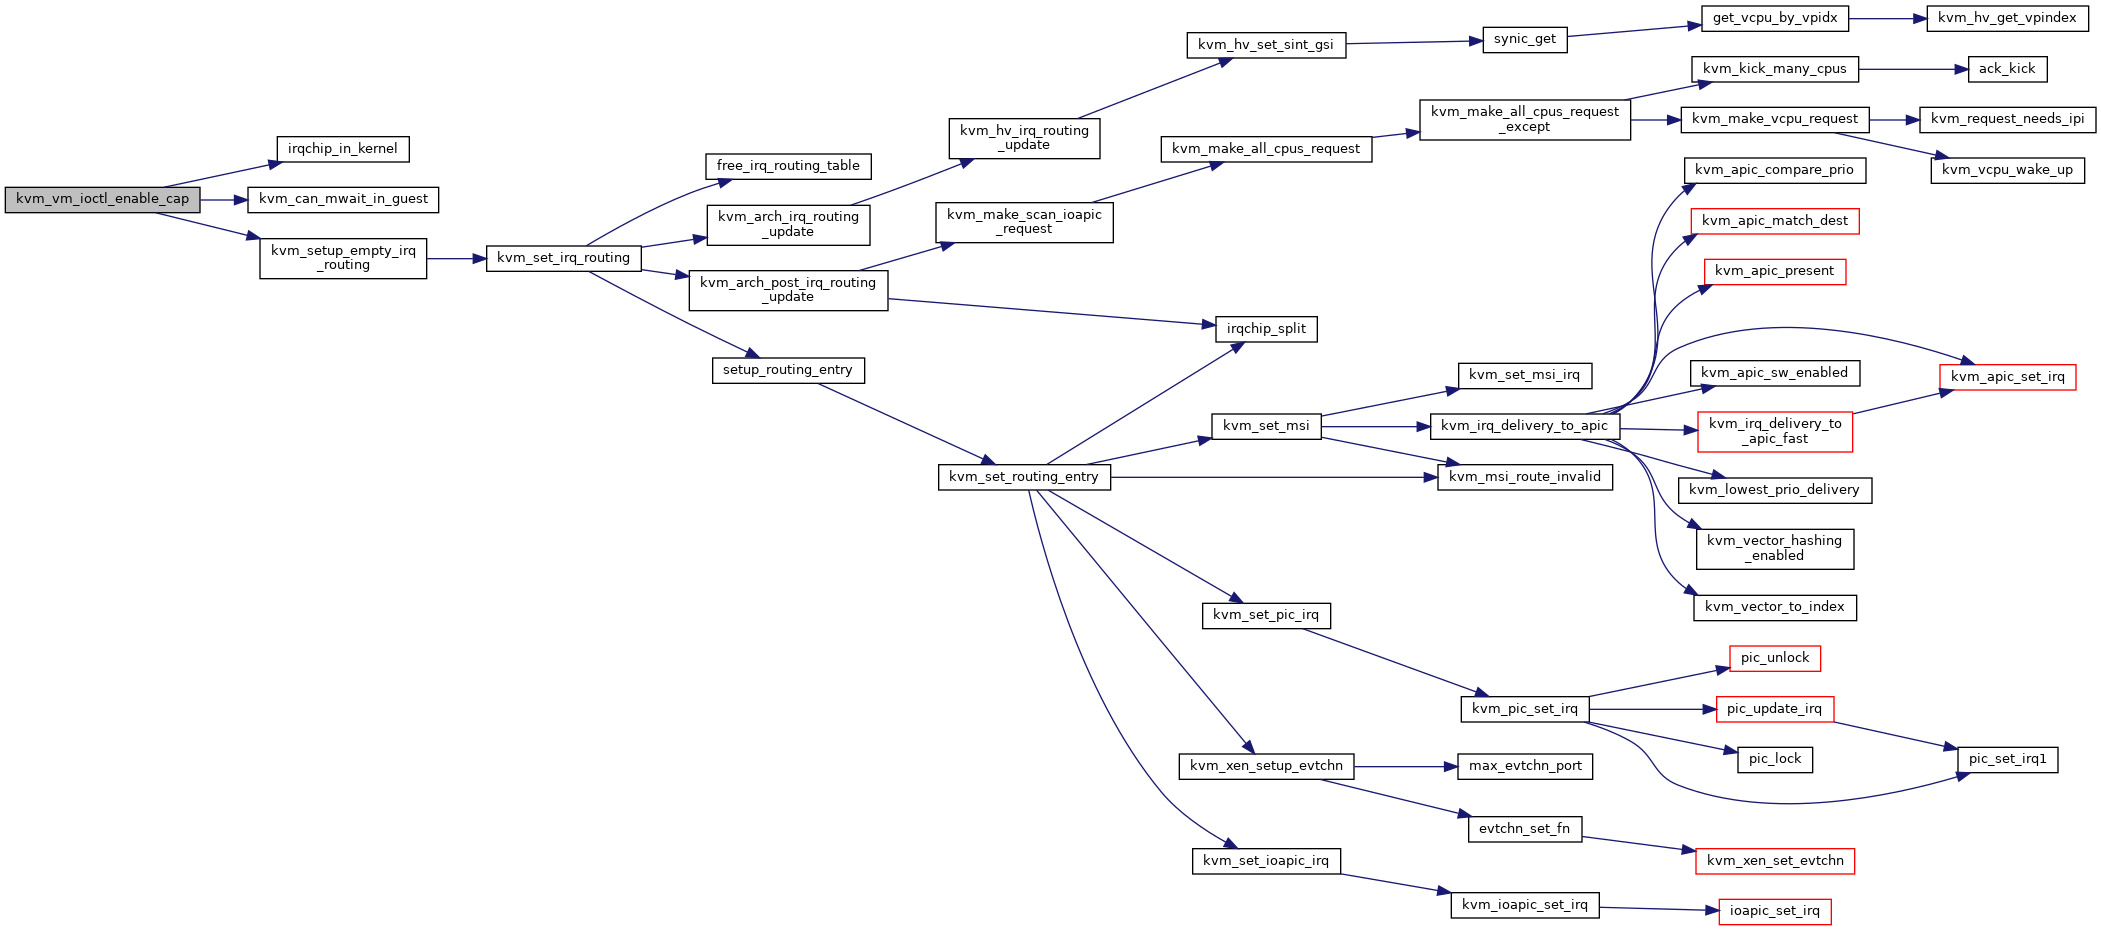 kvm_vm_ioctl_enable_cap
irqchip_in_kernel
kvm_can_mwait_in_guest
kvm_setup_empty_irq
_routing
kvm_set_irq_routing
free_irq_routing_table
kvm_arch_irq_routing
_update
kvm_arch_post_irq_routing
_update
setup_routing_entry
kvm_hv_irq_routing
_update
kvm_make_scan_ioapic
_request
kvm_set_routing_entry
kvm_hv_set_sint_gsi
kvm_make_all_cpus_request
irqchip_split
kvm_set_msi
kvm_set_pic_irq
kvm_xen_setup_evtchn
kvm_set_ioapic_irq
synic_get
kvm_make_all_cpus_request
_except
kvm_set_msi_irq
kvm_irq_delivery_to_apic
kvm_msi_route_invalid
kvm_pic_set_irq
max_evtchn_port
evtchn_set_fn
kvm_ioapic_set_irq
get_vcpu_by_vpidx
kvm_kick_many_cpus
kvm_make_vcpu_request
kvm_apic_compare_prio
kvm_apic_match_dest
kvm_apic_present
kvm_apic_sw_enabled
kvm_irq_delivery_to
_apic_fast
kvm_lowest_prio_delivery
kvm_vector_hashing
_enabled
kvm_vector_to_index
pic_unlock
pic_update_irq
pic_lock
kvm_xen_set_evtchn
ioapic_set_irq
kvm_hv_get_vpindex
ack_kick
kvm_request_needs_ipi
kvm_vcpu_wake_up
kvm_apic_set_irq
pic_set_irq1